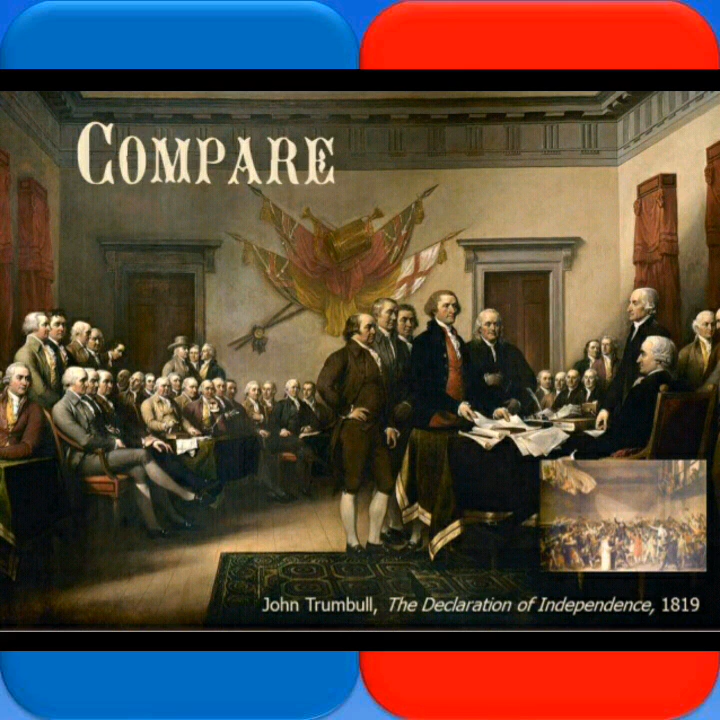 COMPARE
John Trumbull, The Declaration of Independence, 1819